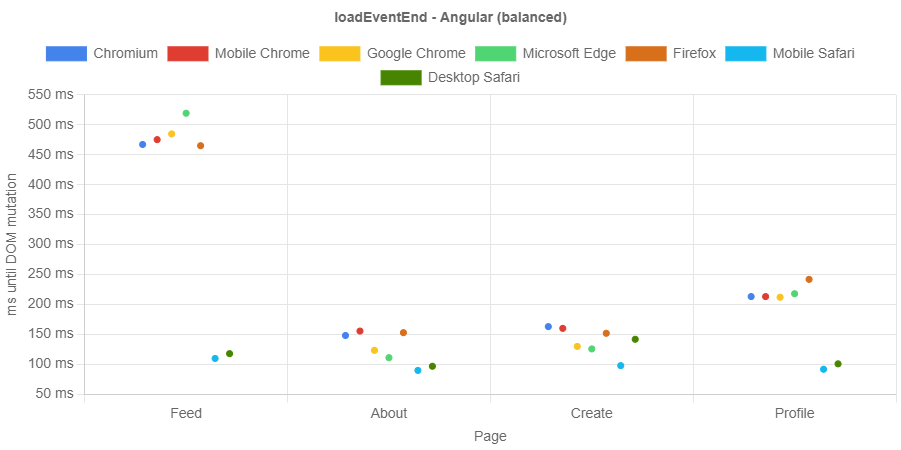 loadEventEnd - Angular (balanced)
Chromium Mobile Chrome Google Chrome Microsoft Edge Firefox Mobile Safari
Desktop Safari
550 ms
500 ms
450 ms
400 ms
350 ms
300 ms
250 ms
200 ms
150 ms
100 ms
50 ms
ms until DOM mutation
Feed About Create Profile
Page